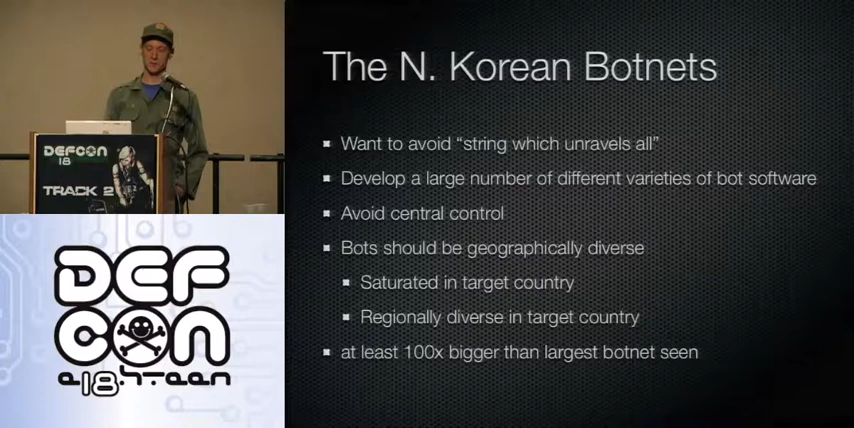 The N. Korean Botnets
Want to avoid “string which unravels all”
Develop a large number of different varieties of bot software
Avoid central control
Bots should be geographically diverse
Saturated in target country
Regionally diverse in target country
at least 100x bigger than largest botnet seen
DEFCON
18
TRACK 2
DEF
CON
e18hteen